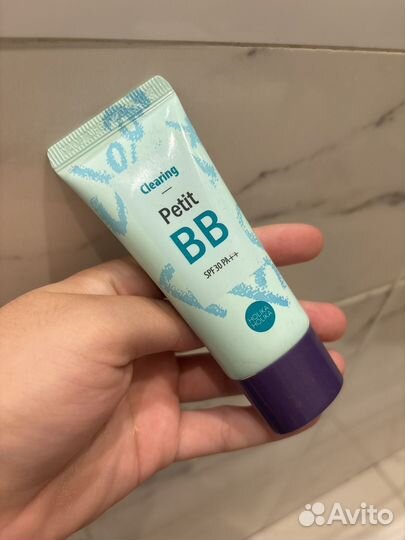 Clearing
Petit
BB
SPF30 PA++
HOLIKA
HOLIKA
Avito